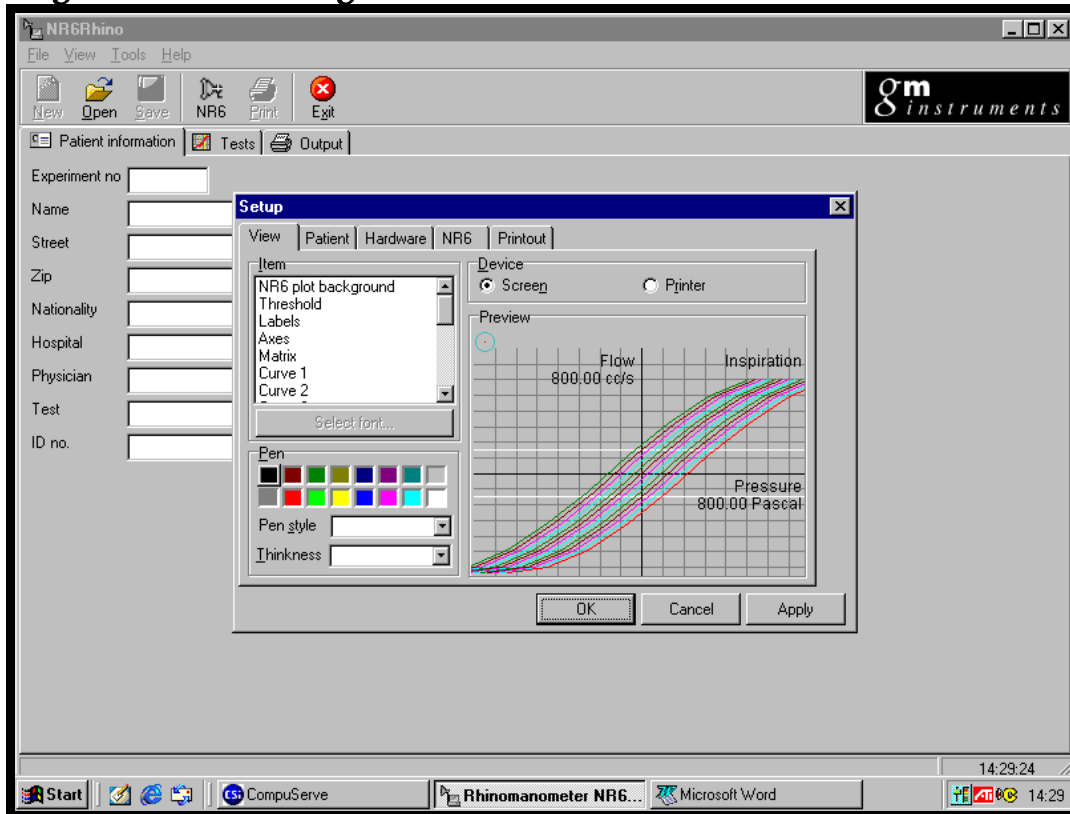 NR6Rhino
File View Tools Help
New Open Save NR6 Print Exit
gm
instruments
Patient information Tests Output
Experiment no
Name
Street
Zip
Nationality
Hospital
Physician
Test
ID no.
Setup
View Patient Hardware NR6 Printout
Item
NR6 plot background
Threshold
Labels
Axes
Matrix
Curve 1
Curve 2
Select font...
Pen
Pen style
Thinkness
Device
Screen Printer
Preview
Flow
800.00 cc/s
Inspiration
Pressure
800.00 Pascal
OK Cancel Apply
14:29:24
Start CompuServe Rhinomanometer NR6... Microsoft Word 14:29